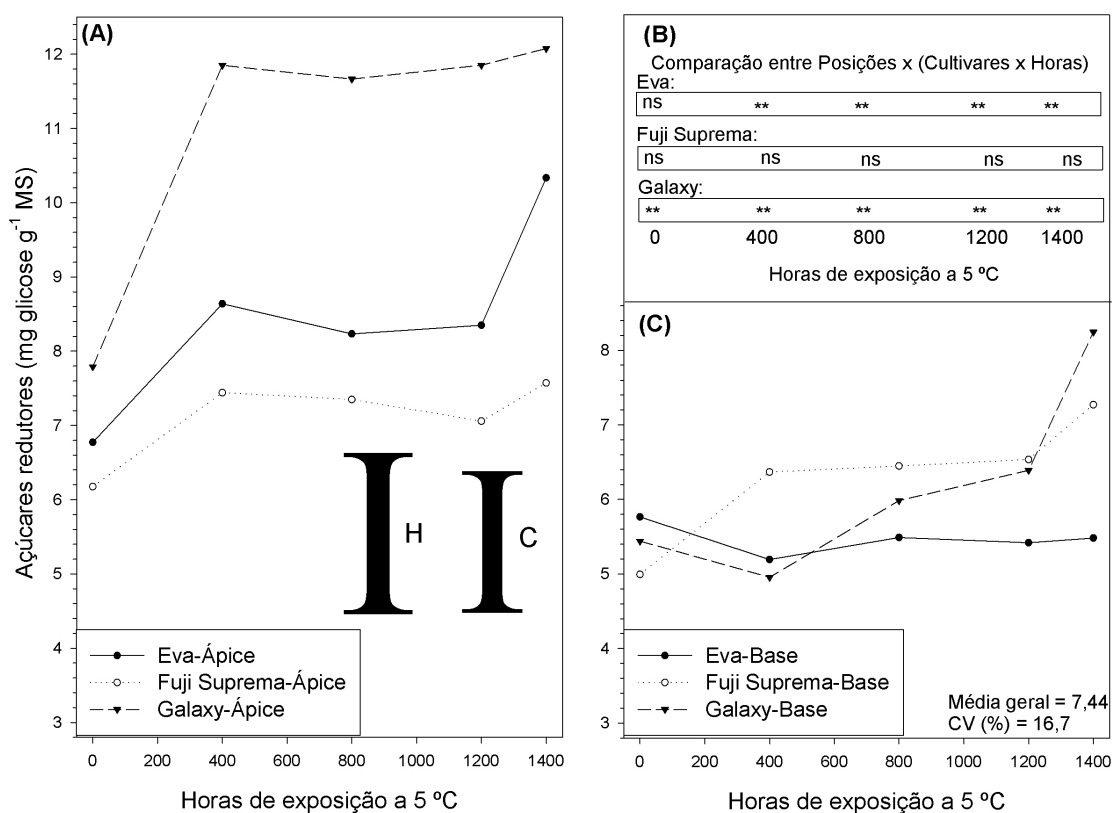 (A)
12
11
10
9
8
7
6
5
4
3
Açúcares redutores (mg glicose g-1 MS)
H
C
Eva-Ápice
Fuji Suprema-Ápice
Galaxy-Ápice
0 200 400 600 800 1000 1200 1400
Horas de exposição a 5 ºC
(B)
Comparação entre Posições x (Cultivares x Horas)
Eva:
ns ** ** ** **
Fuji Suprema:
ns ns ns ns ns
Galaxy:
** ** ** ** **
0 400 800 1200 1400
Horas de exposição a 5 ºC
(C)
8
7
6
5
4
3
Eva-Base
Fuji Suprema-Base
Galaxy-Base
Média geral = 7,44
CV (%) = 16,7
0 200 400 600 800 1000 1200 1400
Horas de exposição a 5 ºC